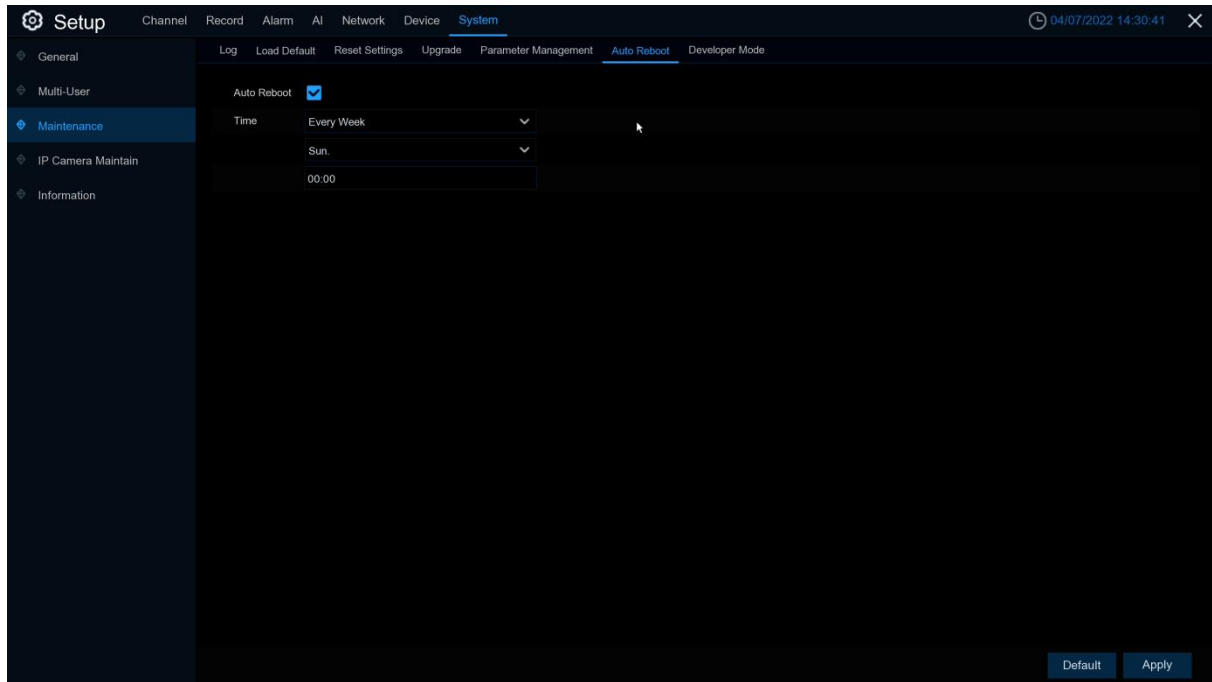 Setup Channel Record Alarm AI Network Device System 04/07/2022 14:30:41
General
Multi-User
Maintenance
IP Camera Maintain
Information
Log Load Default Reset Settings Upgrade Parameter Management Auto Reboot Developer Mode
Auto Reboot
Time Every Week
Sun.
00:00
Default Apply